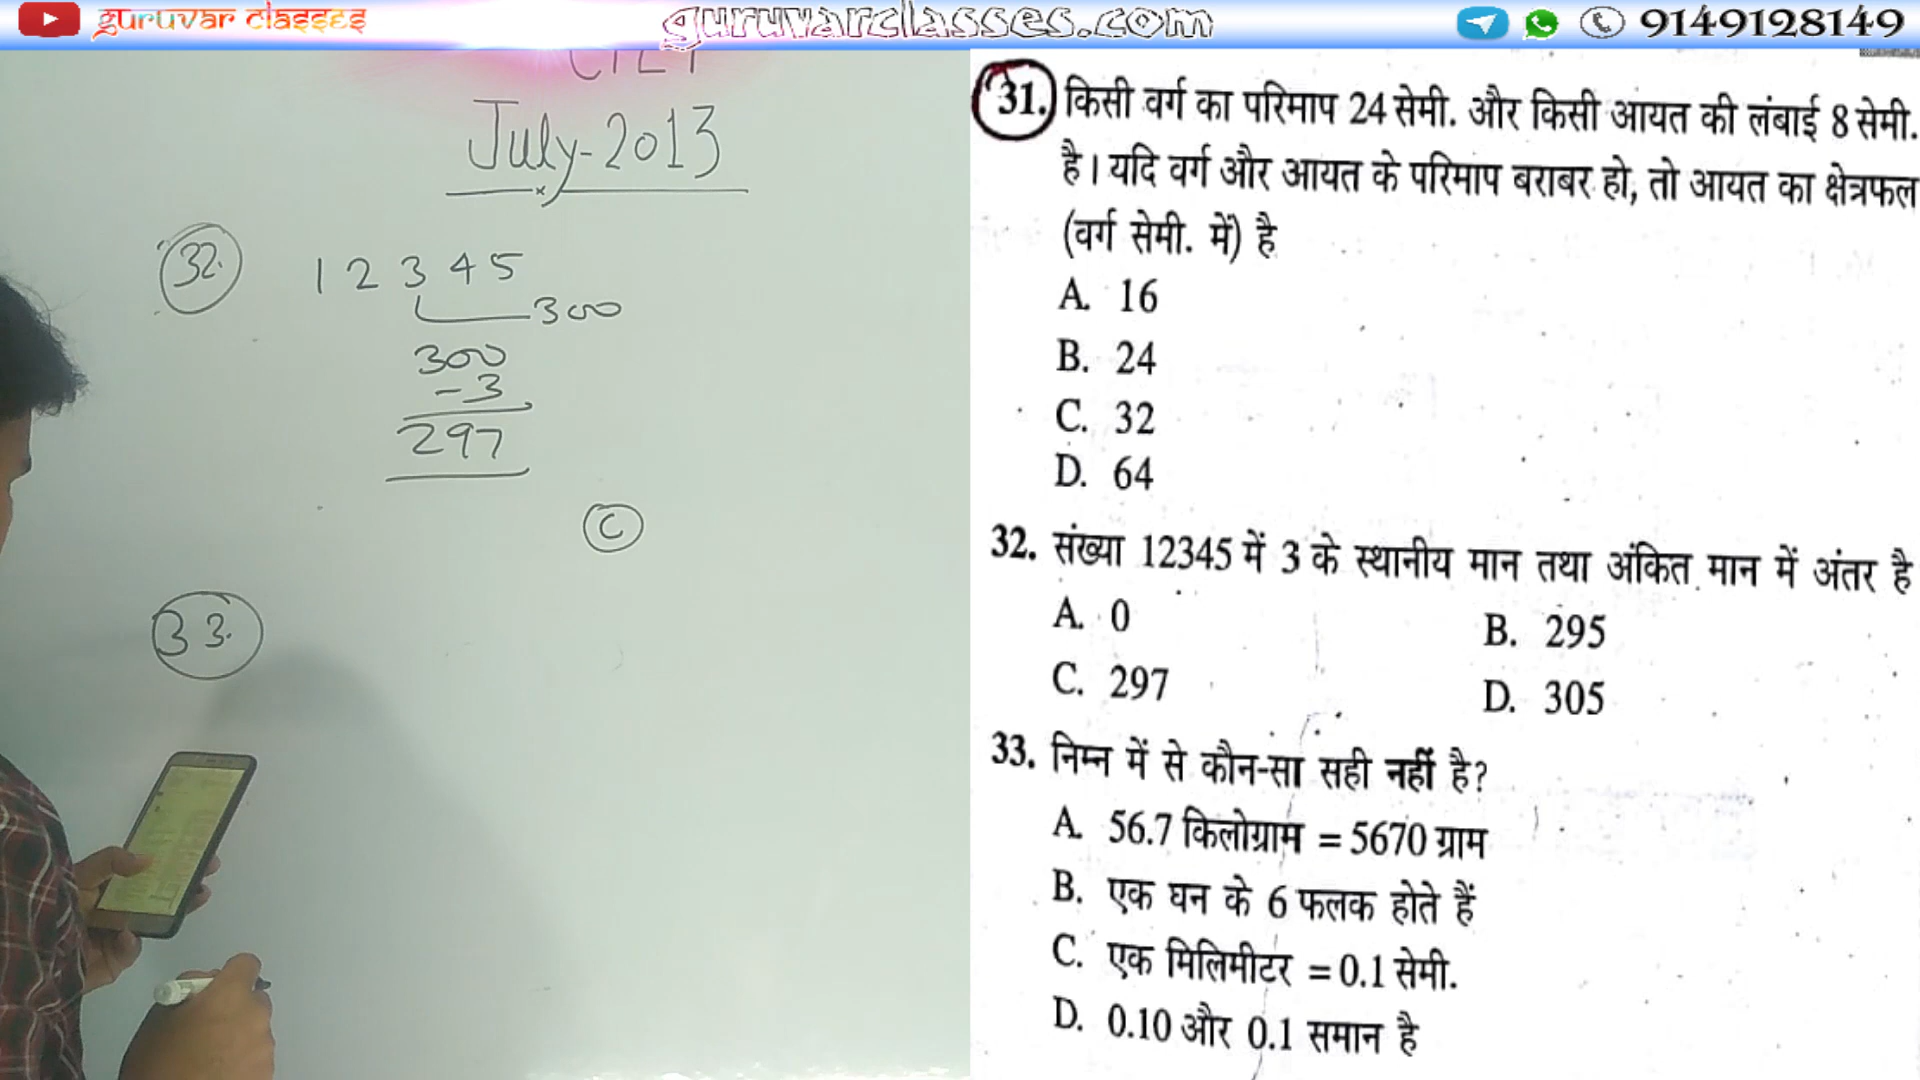 guruvar classes
guruvarclasses.com
9149128149
July-2013
32.
1 2 3 4 5
300
300
-3
297
C
33.
31. किसी वर्ग का परिमाप 24 सेमी. और किसी आयत की लंबाई 8 सेमी.
है। यदि वर्ग और आयत के परिमाप बराबर हो, तो आयत का क्षेत्रफल
(वर्ग सेमी. में) है
A. 16
B. 24
C. 32
D. 64
32. संख्या 12345 में 3 के स्थानीय मान तथा अंकित मान में अंतर है
A. 0 B. 295
C. 297 D. 305
33. निम्न में से कौन-सा सही नहीं है?
A. 56.7 किलोग्राम = 5670 ग्राम
B. एक घन के 6 फलक होते हैं
C. एक मिलिमीटर = 0.1 सेमी.
D. 0.10 और 0.1 समान है